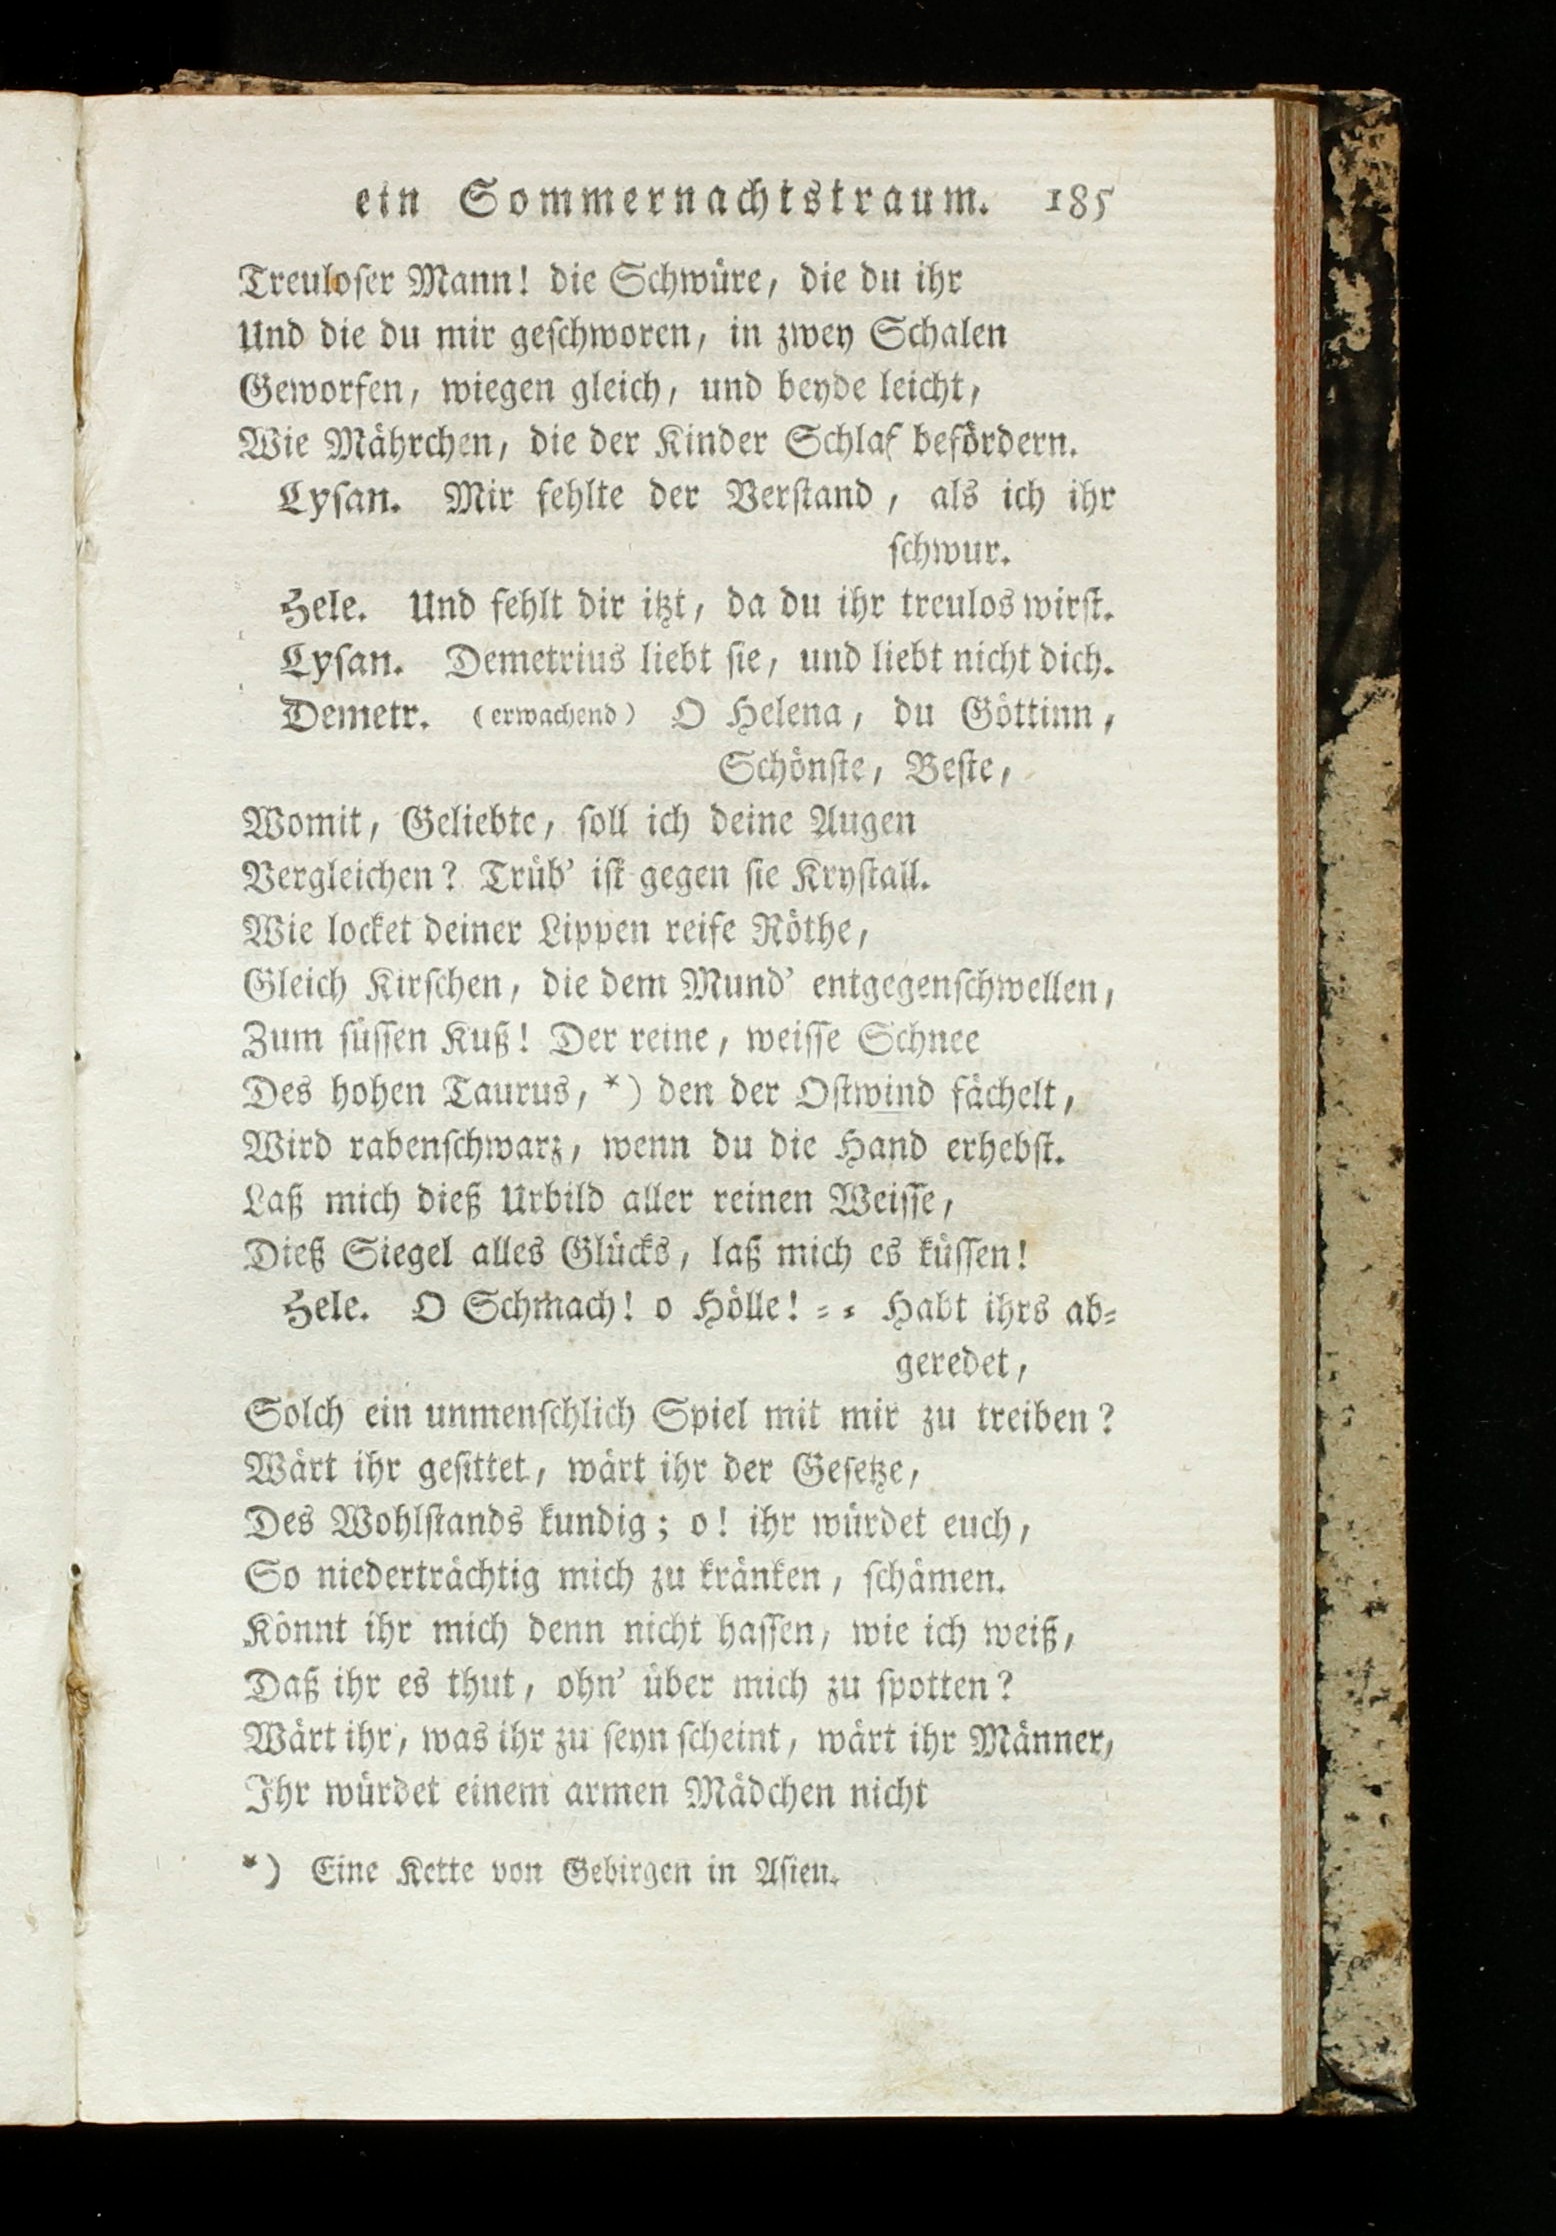 ein Sommernachtstraum. 185
Treuloſer Mann! die Schwüre, die du ihr
Und die du mir geſchworen, in zwey Schalen
Geworfen, wiegen gleich, und beyde leicht,
Wie Mährchen, die der Kinder Schlaf befördern.
Lyſan. Mir fehlte der Verſtand, als ich ihr
ſchwur.
Hele. Und fehlt dir itzt, da du ihr treulos wirſt.
Lyſan. Demetrius liebt ſie, und liebt nicht dich.
Demetr. (erwachend) O Helena, du Göttinn,
Schönſte, Beſte,
Womit, Geliebte, ſoll ich deine Augen
Vergleichen? Trüb' iſt gegen ſie Kryſtall.
Wie locket deiner Lippen reife Röthe,
Gleich Kirſchen, die dem Mund' entgegenſchwellen,
Zum ſüſſen Kuß! Der reine, weiſſe Schnee
Des hohen Taurus, *) den der Oſtwind fächelt,
Wird rabenſchwarz, wenn du die Hand erhebſt.
Laß mich dieß Urbild aller reinen Weiſſe,
Dieß Siegel alles Glücks, laß mich es küſſen!
Hele. O Schmach! o Hölle! ⸗ ⸗ Habt ihrs ab⸗
geredet,
Solch ein unmenſchlich Spiel mit mir zu treiben?
Wärt ihr geſittet, wärt ihr der Geſetze,
Des Wohlſtands kundig; o! ihr würdet euch,
So niederträchtig mich zu kränken, ſchämen.
Könnt ihr mich denn nicht haſſen, wie ich weiß,
Daß ihr es thut, ohn' über mich zu ſpotten?
Wärt ihr, was ihr zu ſeyn ſcheint, wärt ihr Männer,
Ihr würdet einem armen Mädchen nicht
*) Eine Kette von Gebirgen in Aſien.